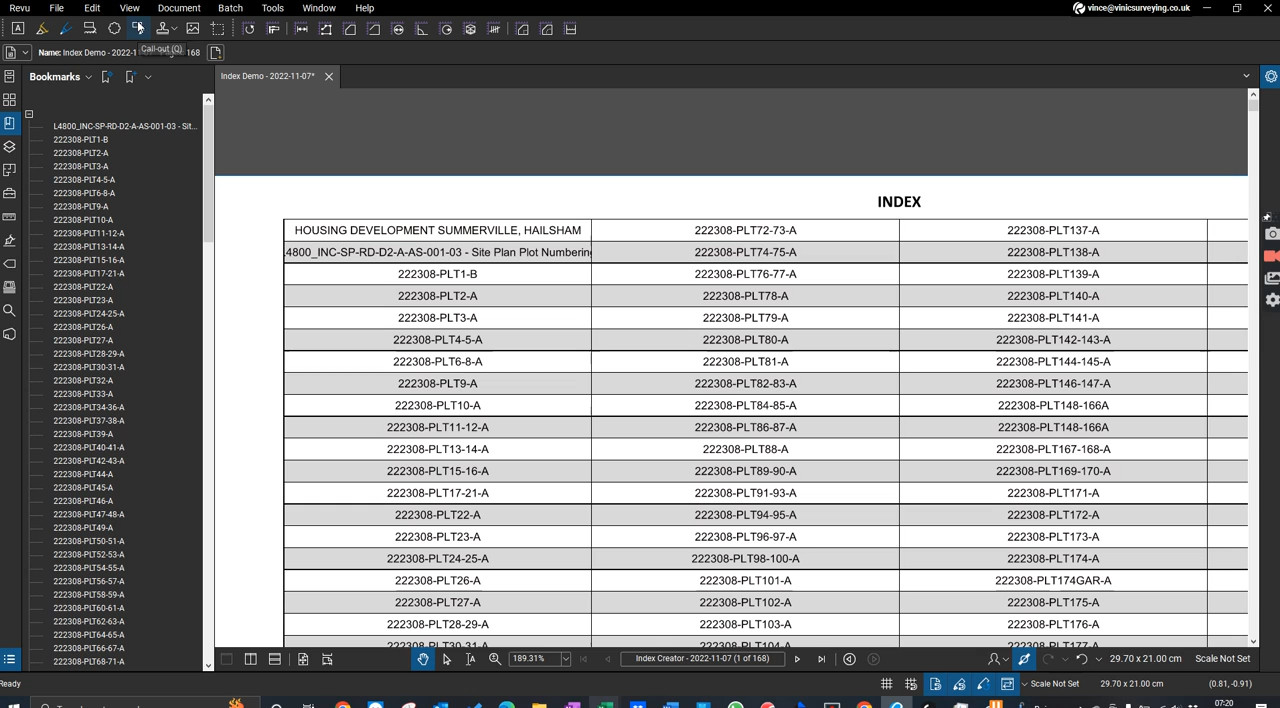 Revu File Edit View Document Batch Tools Window Help vince@vinicsurveying.co.uk
Name: Index Demo - 2022-11 168
Call-out (Q)
Bookmarks
Index Demo - 2022-11-07*
L4800_INC-SP-RD-D2-A-AS-001-03 - Sit...
222308-PLT1-B
222308-PLT2-A
222308-PLT3-A
222308-PLT4-5-A
222308-PLT6-8-A
222308-PLT9-A
222308-PLT10-A
222308-PLT11-12-A
222308-PLT13-14-A
222308-PLT15-16-A
222308-PLT17-21-A
222308-PLT22-A
222308-PLT23-A
222308-PLT24-25-A
222308-PLT26-A
222308-PLT27-A
222308-PLT28-29-A
222308-PLT30-31-A
222308-PLT32-A
222308-PLT33-A
222308-PLT34-36-A
222308-PLT37-38-A
222308-PLT39-A
222308-PLT40-41-A
222308-PLT42-43-A
222308-PLT44-A
222308-PLT45-A
222308-PLT46-A
222308-PLT47-48-A
222308-PLT49-A
222308-PLT50-51-A
222308-PLT52-53-A
222308-PLT54-55-A
222308-PLT56-57-A
222308-PLT58-59-A
222308-PLT60-61-A
222308-PLT62-63-A
222308-PLT64-65-A
222308-PLT66-67-A
222308-PLT68-71-A
INDEX
HOUSING DEVELOPMENT SUMMERVILLE, HAILSHAM 222308-PLT72-73-A 222308-PLT137-A
4800_INC-SP-RD-D2-A-AS-001-03 - Site Plan Plot Numbering 222308-PLT74-75-A 222308-PLT138-A
222308-PLT1-B 222308-PLT76-77-A 222308-PLT139-A
222308-PLT2-A 222308-PLT78-A 222308-PLT140-A
222308-PLT3-A 222308-PLT79-A 222308-PLT141-A
222308-PLT4-5-A 222308-PLT80-A 222308-PLT142-143-A
222308-PLT6-8-A 222308-PLT81-A 222308-PLT144-145-A
222308-PLT9-A 222308-PLT82-83-A 222308-PLT146-147-A
222308-PLT10-A 222308-PLT84-85-A 222308-PLT148-166A
222308-PLT11-12-A 222308-PLT86-87-A 222308-PLT148-166A
222308-PLT13-14-A 222308-PLT88-A 222308-PLT167-168-A
222308-PLT15-16-A 222308-PLT89-90-A 222308-PLT169-170-A
222308-PLT17-21-A 222308-PLT91-93-A 222308-PLT171-A
222308-PLT22-A 222308-PLT94-95-A 222308-PLT172-A
222308-PLT23-A 222308-PLT96-97-A 222308-PLT173-A
222308-PLT24-25-A 222308-PLT98-100-A 222308-PLT174-A
222308-PLT26-A 222308-PLT101-A 222308-PLT174GAR-A
222308-PLT27-A 222308-PLT102-A 222308-PLT175-A
222308-PLT28-29-A 222308-PLT103-A 222308-PLT176-A
222308-PLT30-31-A 222308-PLT104-A 222308-PLT177-A
189.31% Index Creator - 2022-11-07 (1 of 168) 29.70 x 21.00 cm Scale Not Set
Ready Scale Not Set 29.70 x 21.00 cm (0.81, -0.91)
07:20